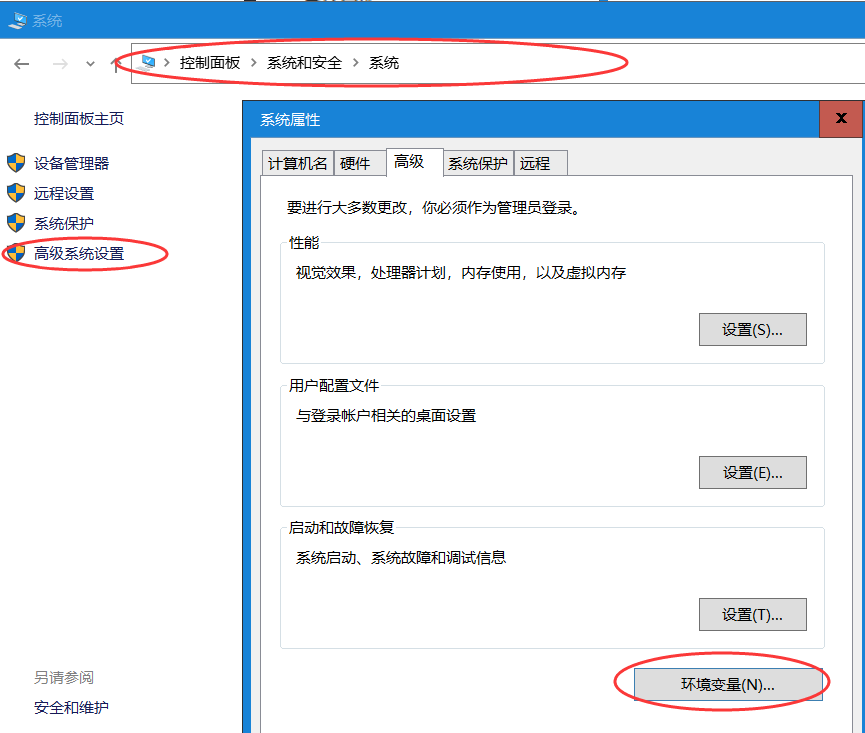 系统
控制面板 > 系统和安全 > 系统
控制面板主页
设备管理器
远程设置
系统保护
高级系统设置
另请参阅
安全和维护
系统属性
计算机名 硬件 高级 系统保护 远程
要进行大多数更改，你必须作为管理员登录。
性能
视觉效果，处理器计划，内存使用，以及虚拟内存
设置(S)...
用户配置文件
与登录帐户相关的桌面设置
设置(E)...
启动和故障恢复
系统启动、系统故障和调试信息
设置(T)...
环境变量(N)...